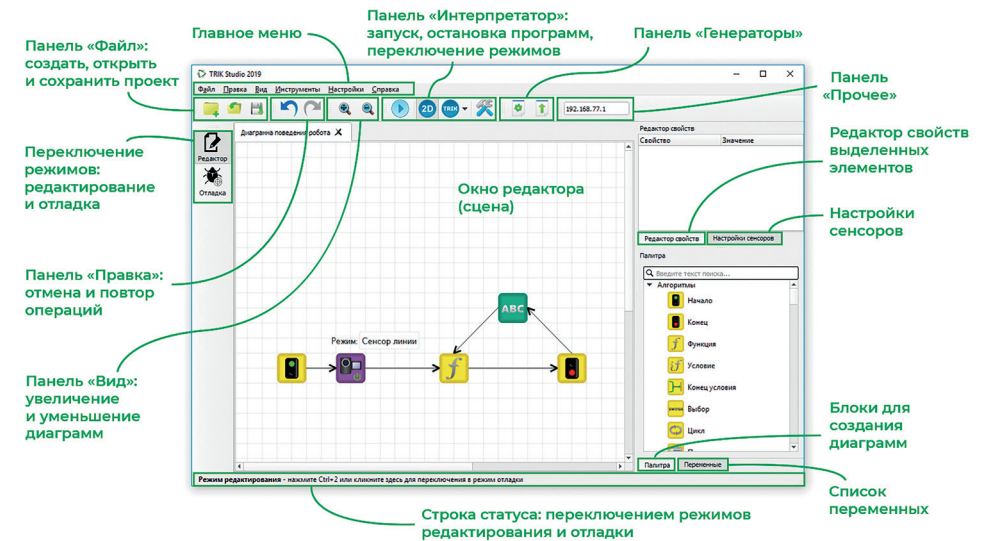 Панель «Файл»:
создать, открыть
и сохранить проект
Главное меню
Панель «Интерпретатор»:
запуск, остановка программ,
переключение режимов
Панель «Генераторы»
Панель
«Прочее»
Редактор свойств
выделенных
элементов
Настройки
сенсоров
Переключение
режимов:
редактирование
и отладка
Панель «Правка»:
отмена и повтор
операций
Панель «Вид»:
увеличение
и уменьшение
диаграмм
TRIK Studio 2019
Файл Правка Вид Инструменты Настройки Справка
2D TRIK 192.168.77.1
Редактор
Отладка
Диаграмма поведения робота X
Окно редактора
(сцена)
ABC
Режим: Сенсор линии
Редактор свойств
Свойство Значение
Редактор свойств Настройки сенсоров
Палитра
Введите текст поиска...
Алгоритмы
Начало
Конец
Функция
Условие
Конец условия
Выбор
Цикл
Палитра Переменные
Режим редактирования - нажмите Ctrl+2 или кликните здесь для переключения в режим отладки
Блоки для
создания
диаграмм
Список
переменных
Строка статуса: переключением режимов
редактирования и отладки